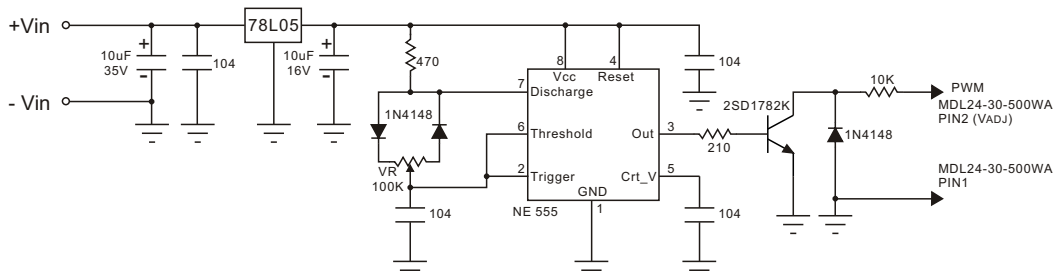 +Vin
78L05
10uF
35V
104
10uF
16V
470
104
8
4
Vcc
Reset
7
Discharge
1N4148
6
Threshold
Out
3
210
2SD1782K
10K
PWM
MDL24-30-500WA
PIN2 (VADJ)
1N4148
- Vin
VR
100K
2
Trigger
Crt_V
5
MDL24-30-500WA
PIN1
GND
104
NE 555
1
104
+
-
+
-